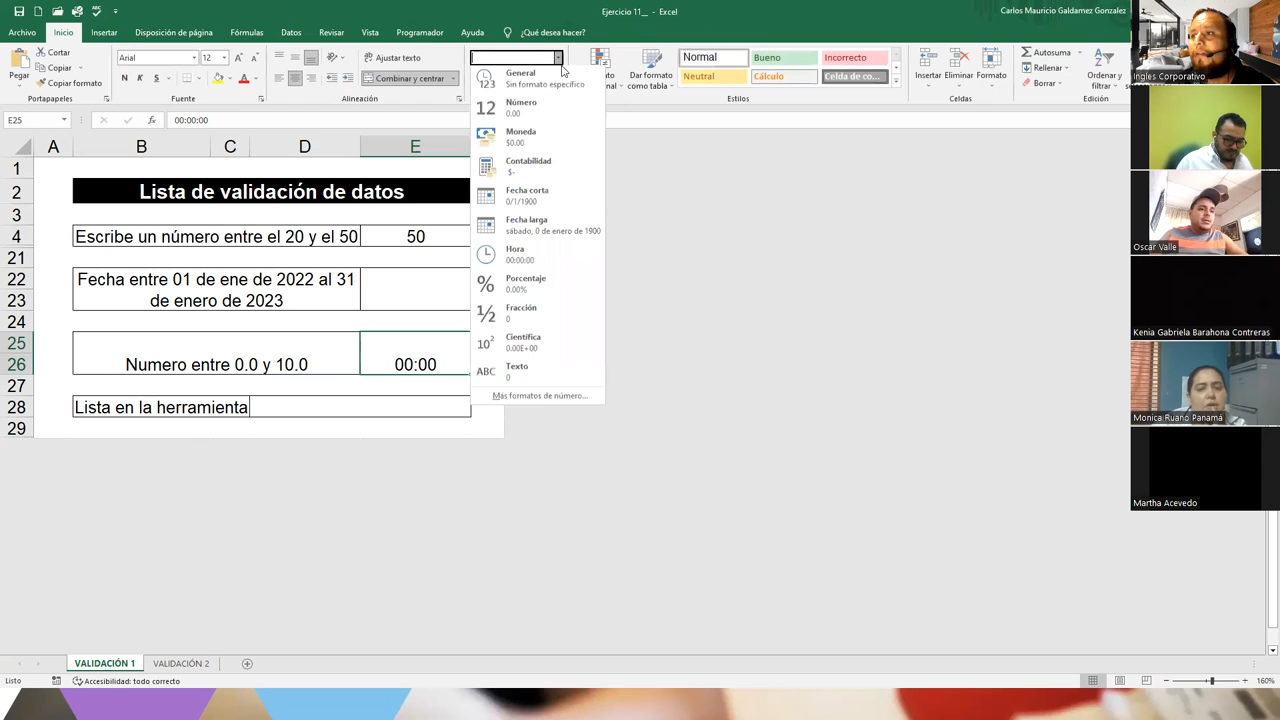 Ejercicio 11__ - Excel
Carlos Mauricio Galdamez Gonzalez
Archivo Inicio Insertar Disposición de página Fórmulas Datos Revisar Vista Programador Ayuda ¿Qué desea hacer?
Pegar
Cortar
Copiar
Copiar formato
Portapapeles
Arial 12
N K S
Fuente
Ajustar texto
Combinar y centrar
Alineación
Dar formato
como tabla
Normal Bueno Incorrecto
Neutral Cálculo Celda de co...
Estilos
Insertar Eliminar Formato
Celdas
Autosuma
Rellenar
Borrar
Ordenar y
filtrar
Edición
E25 fx 00:00:00
General
Sin formato específico
Número
0.00
Moneda
$0.00
Contabilidad
$-
Fecha corta
0/1/1900
Fecha larga
sábado, 0 de enero de 1900
Hora
00:00:00
Porcentaje
0.00%
Fracción
0
Científica
0.00E+00
Texto
0
Más formatos de número...
A B C D E
1
2 Lista de validación de datos
3
4 Escribe un número entre el 20 y el 50 50
21
22 Fecha entre 01 de ene de 2022 al 31
23 de enero de 2023
24
25
26 Numero entre 0.0 y 10.0 00:00
27
28 Lista en la herramienta
29
Ingles Corporativo
Oscar Valle
Kenia Gabriela Barahona Contreras
Monica Ruano Panamá
Martha Acevedo
VALIDACIÓN 1 VALIDACIÓN 2
Listo Accesibilidad: todo correcto 160%